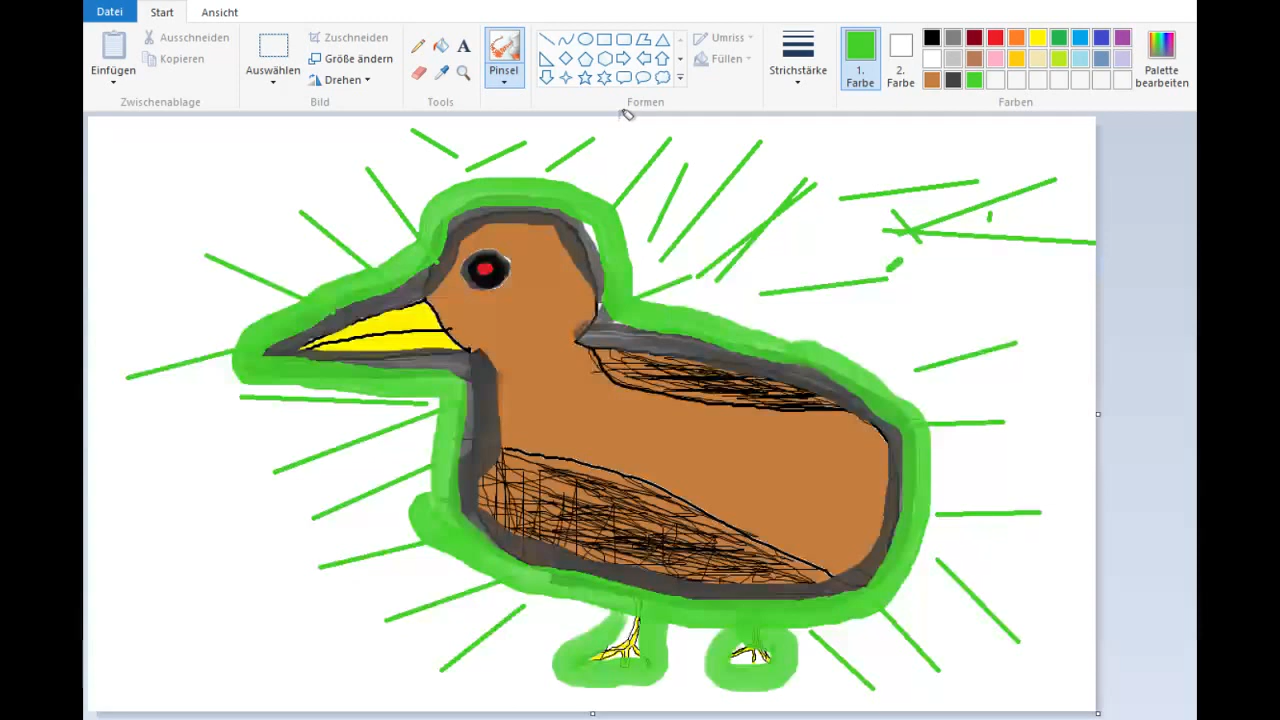 Datei Start Ansicht
Ausschneiden Zuschneiden Umriss
Kopieren Größe ändern Füllen
Einfügen Auswählen Drehen Pinsel Strichstärke 1. Farbe 2. Farbe Palette bearbeiten
Zwischenablage Bild Tools Formen Farben